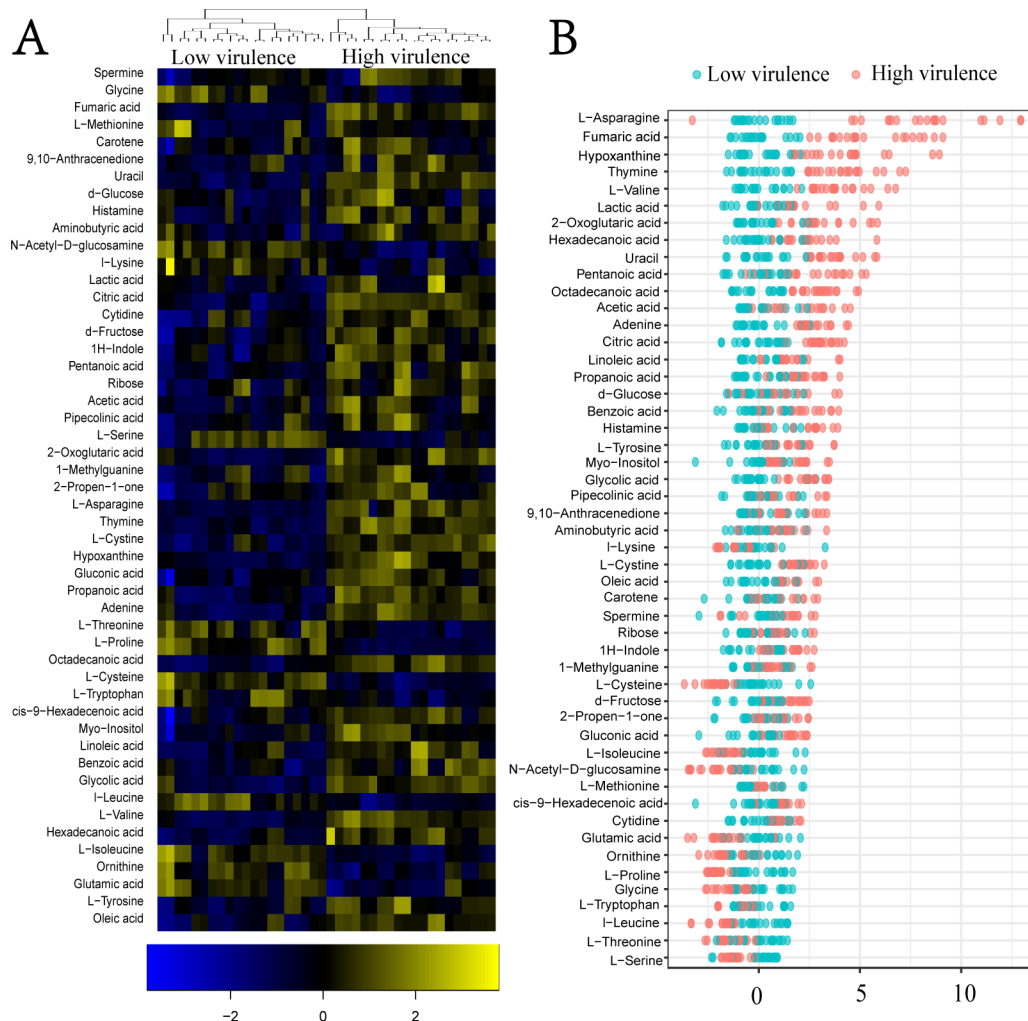 A
Low virulence High virulence
Spermine
Glycine
Fumaric acid
L−Methionine
Carotene
9,10−Anthracenedione
Uracil
d−Glucose
Histamine
Aminobutyric acid
N−Acetyl−D−glucosamine
l−Lysine
Lactic acid
Citric acid
Cytidine
d−Fructose
1H−Indole
Pentanoic acid
Ribose
Acetic acid
Pipecolinic acid
L−Serine
2−Oxoglutaric acid
1−Methylguanine
2−Propen−1−one
L−Asparagine
Thymine
L−Cystine
Hypoxanthine
Gluconic acid
Propanoic acid
Adenine
L−Threonine
L−Proline
Octadecanoic acid
L−Cysteine
L−Tryptophan
cis−9−Hexadecenoic acid
Myo−Inositol
Linoleic acid
Benzoic acid
Glycolic acid
l−Leucine
L−Valine
Hexadecanoic acid
L−Isoleucine
Ornithine
Glutamic acid
L−Tyrosine
Oleic acid
−2 0 2
B
Low virulence High virulence
L−Asparagine
Fumaric acid
Hypoxanthine
Thymine
L−Valine
Lactic acid
2−Oxoglutaric acid
Hexadecanoic acid
Uracil
Pentanoic acid
Octadecanoic acid
Acetic acid
Adenine
Citric acid
Linoleic acid
Propanoic acid
d−Glucose
Benzoic acid
Histamine
L−Tyrosine
Myo−Inositol
Glycolic acid
Pipecolinic acid
9,10−Anthracenedione
Aminobutyric acid
l−Lysine
L−Cystine
Oleic acid
Carotene
Spermine
Ribose
1H−Indole
1−Methylguanine
L−Cysteine
d−Fructose
2−Propen−1−one
Gluconic acid
L−Isoleucine
N−Acetyl−D−glucosamine
L−Methionine
cis−9−Hexadecenoic acid
Cytidine
Glutamic acid
Ornithine
L−Proline
Glycine
L−Tryptophan
l−Leucine
L−Threonine
L−Serine
0 5 10